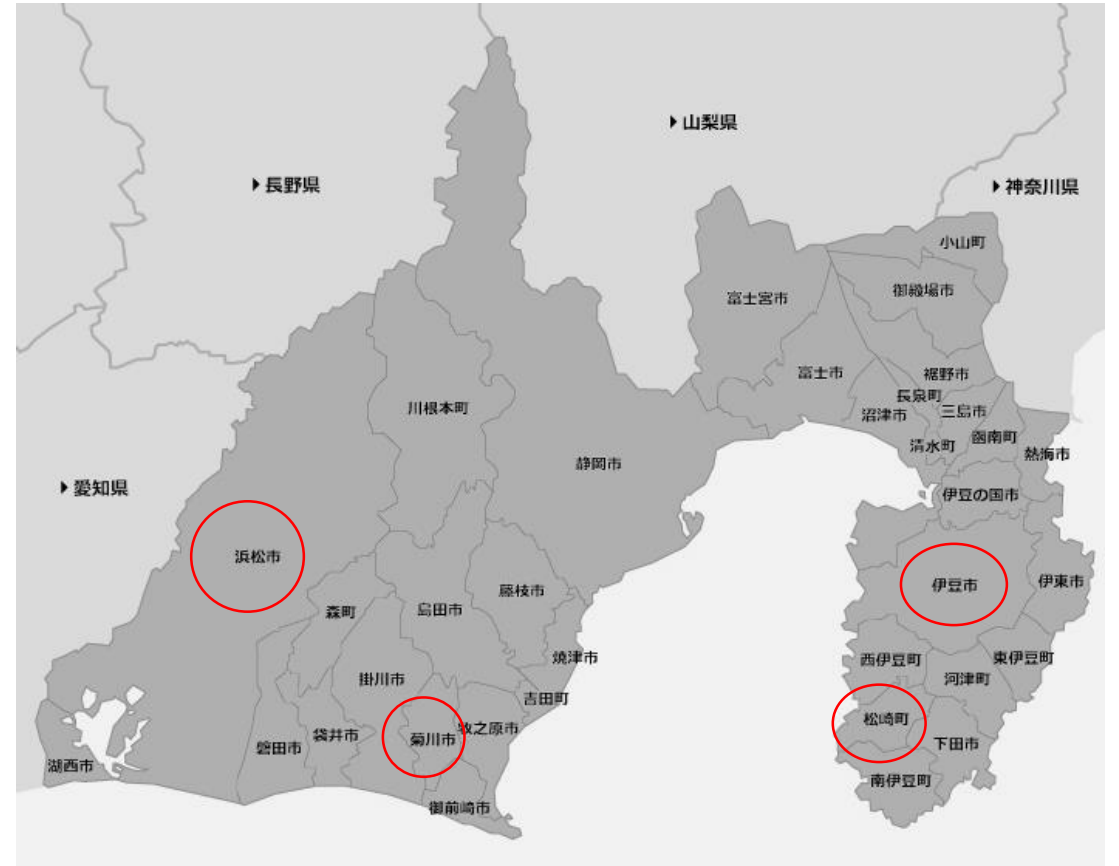 ▶山梨県
▶長野県
▶神奈川県
小山町
御殿場市
富士宮市
富士市
裾野市
長泉町
川根本町
沼津市
三島市
清水町
函南町
熱海市
静岡市
▶愛知県
伊豆の国市
浜松市
伊豆市
伊東市
藤枝市
島田市
森町
焼津市
西伊豆町
東伊豆町
掛川市
河津町
吉田町
松崎町
牧之原市
菊川市
袋井市
磐田市
下田市
湖西市
南伊豆町
御前崎市